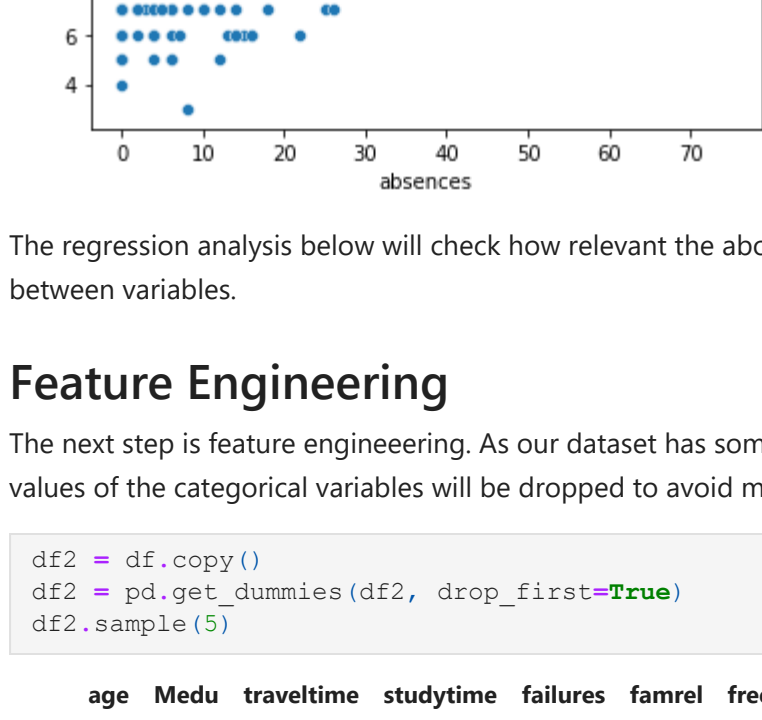 6
4
0 10 20 30 40 50 60 70
absences
The regression analysis below will check how relevant the
between variables.
Feature Engineering
The next step is feature engineeering. As our dataset has
values of the categorical variables will be dropped to avoid
df2 = df.copy()
df2 = pd.get_dummies(df2, drop_first=True)
df2.sample(5)
age Medu traveltime studytime failures famrel